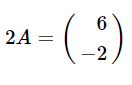 2A = ( 6
-2 )